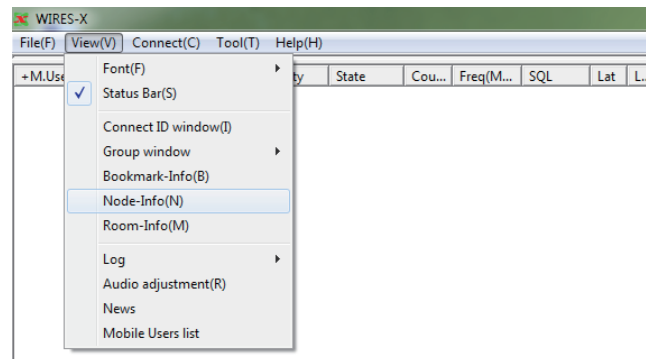 WIRES-X
File(F) View(V) Connect(C) Tool(T) Help(H)
+M.Use ty State Cou... Freq(M... SQL Lat L..
Font(F)
Status Bar(S)
Connect ID window(I)
Group window
Bookmark-Info(B)
Node-Info(N)
Room-Info(M)
Log
Audio adjustment(R)
News
Mobile Users list